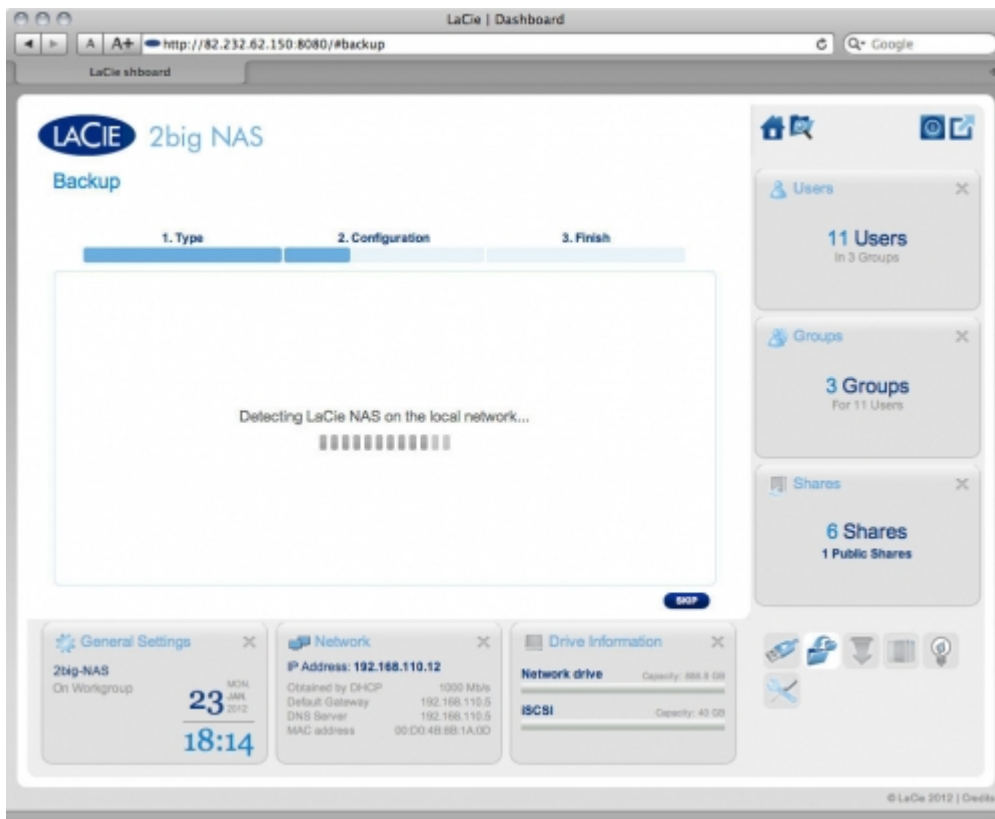 LaCie | Dashboard
A A+ http://82.232.62.150:8080/#backup
Google
LaCie shboard
LACIE 2big NAS
Backup
1. Type 2. Configuration 3. Finish
Detecting LaCie NAS on the local network...
SKIP
Users
11 Users
In 3 Groups
Groups
3 Groups
For 11 Users
Shares
6 Shares
1 Public Shares
General Settings
2big-NAS
On Workgroup
MON.
23 JAN.
2012
18:14
Network
IP Address: 192.168.110.12
Obtained by DHCP 1000 Mb/s
Default Gateway 192.168.110.5
DNS Server 192.168.110.5
MAC address 00:D0:4B:8B:1A:0D
Drive Information
Network drive Capacity: 888.8 GB
iSCSI Capacity: 43 GB
© LaCie 2012 | Credits